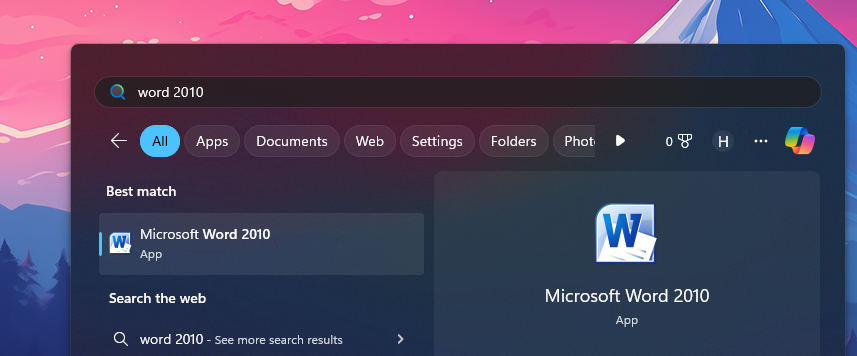 word 2010
All Apps Documents Web Settings Folders 0 H
Best match
Microsoft Word 2010
App
Search the web
word 2010 - See more search results
W
Microsoft Word 2010
App